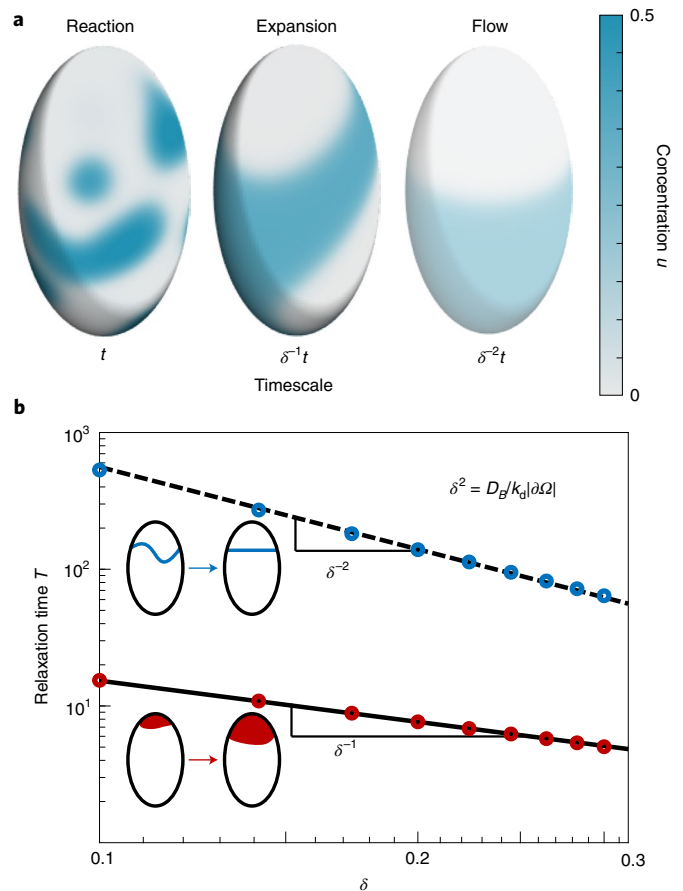 a
Reaction Expansion Flow
0.5
Concentration u
0
t δ⁻¹t δ⁻²t
Timescale
b
10³
δ² = D_B/k_d|∂Ω|
δ⁻²
10²
Relaxation time T
10¹
δ⁻¹
0.1 0.2 0.3
δ